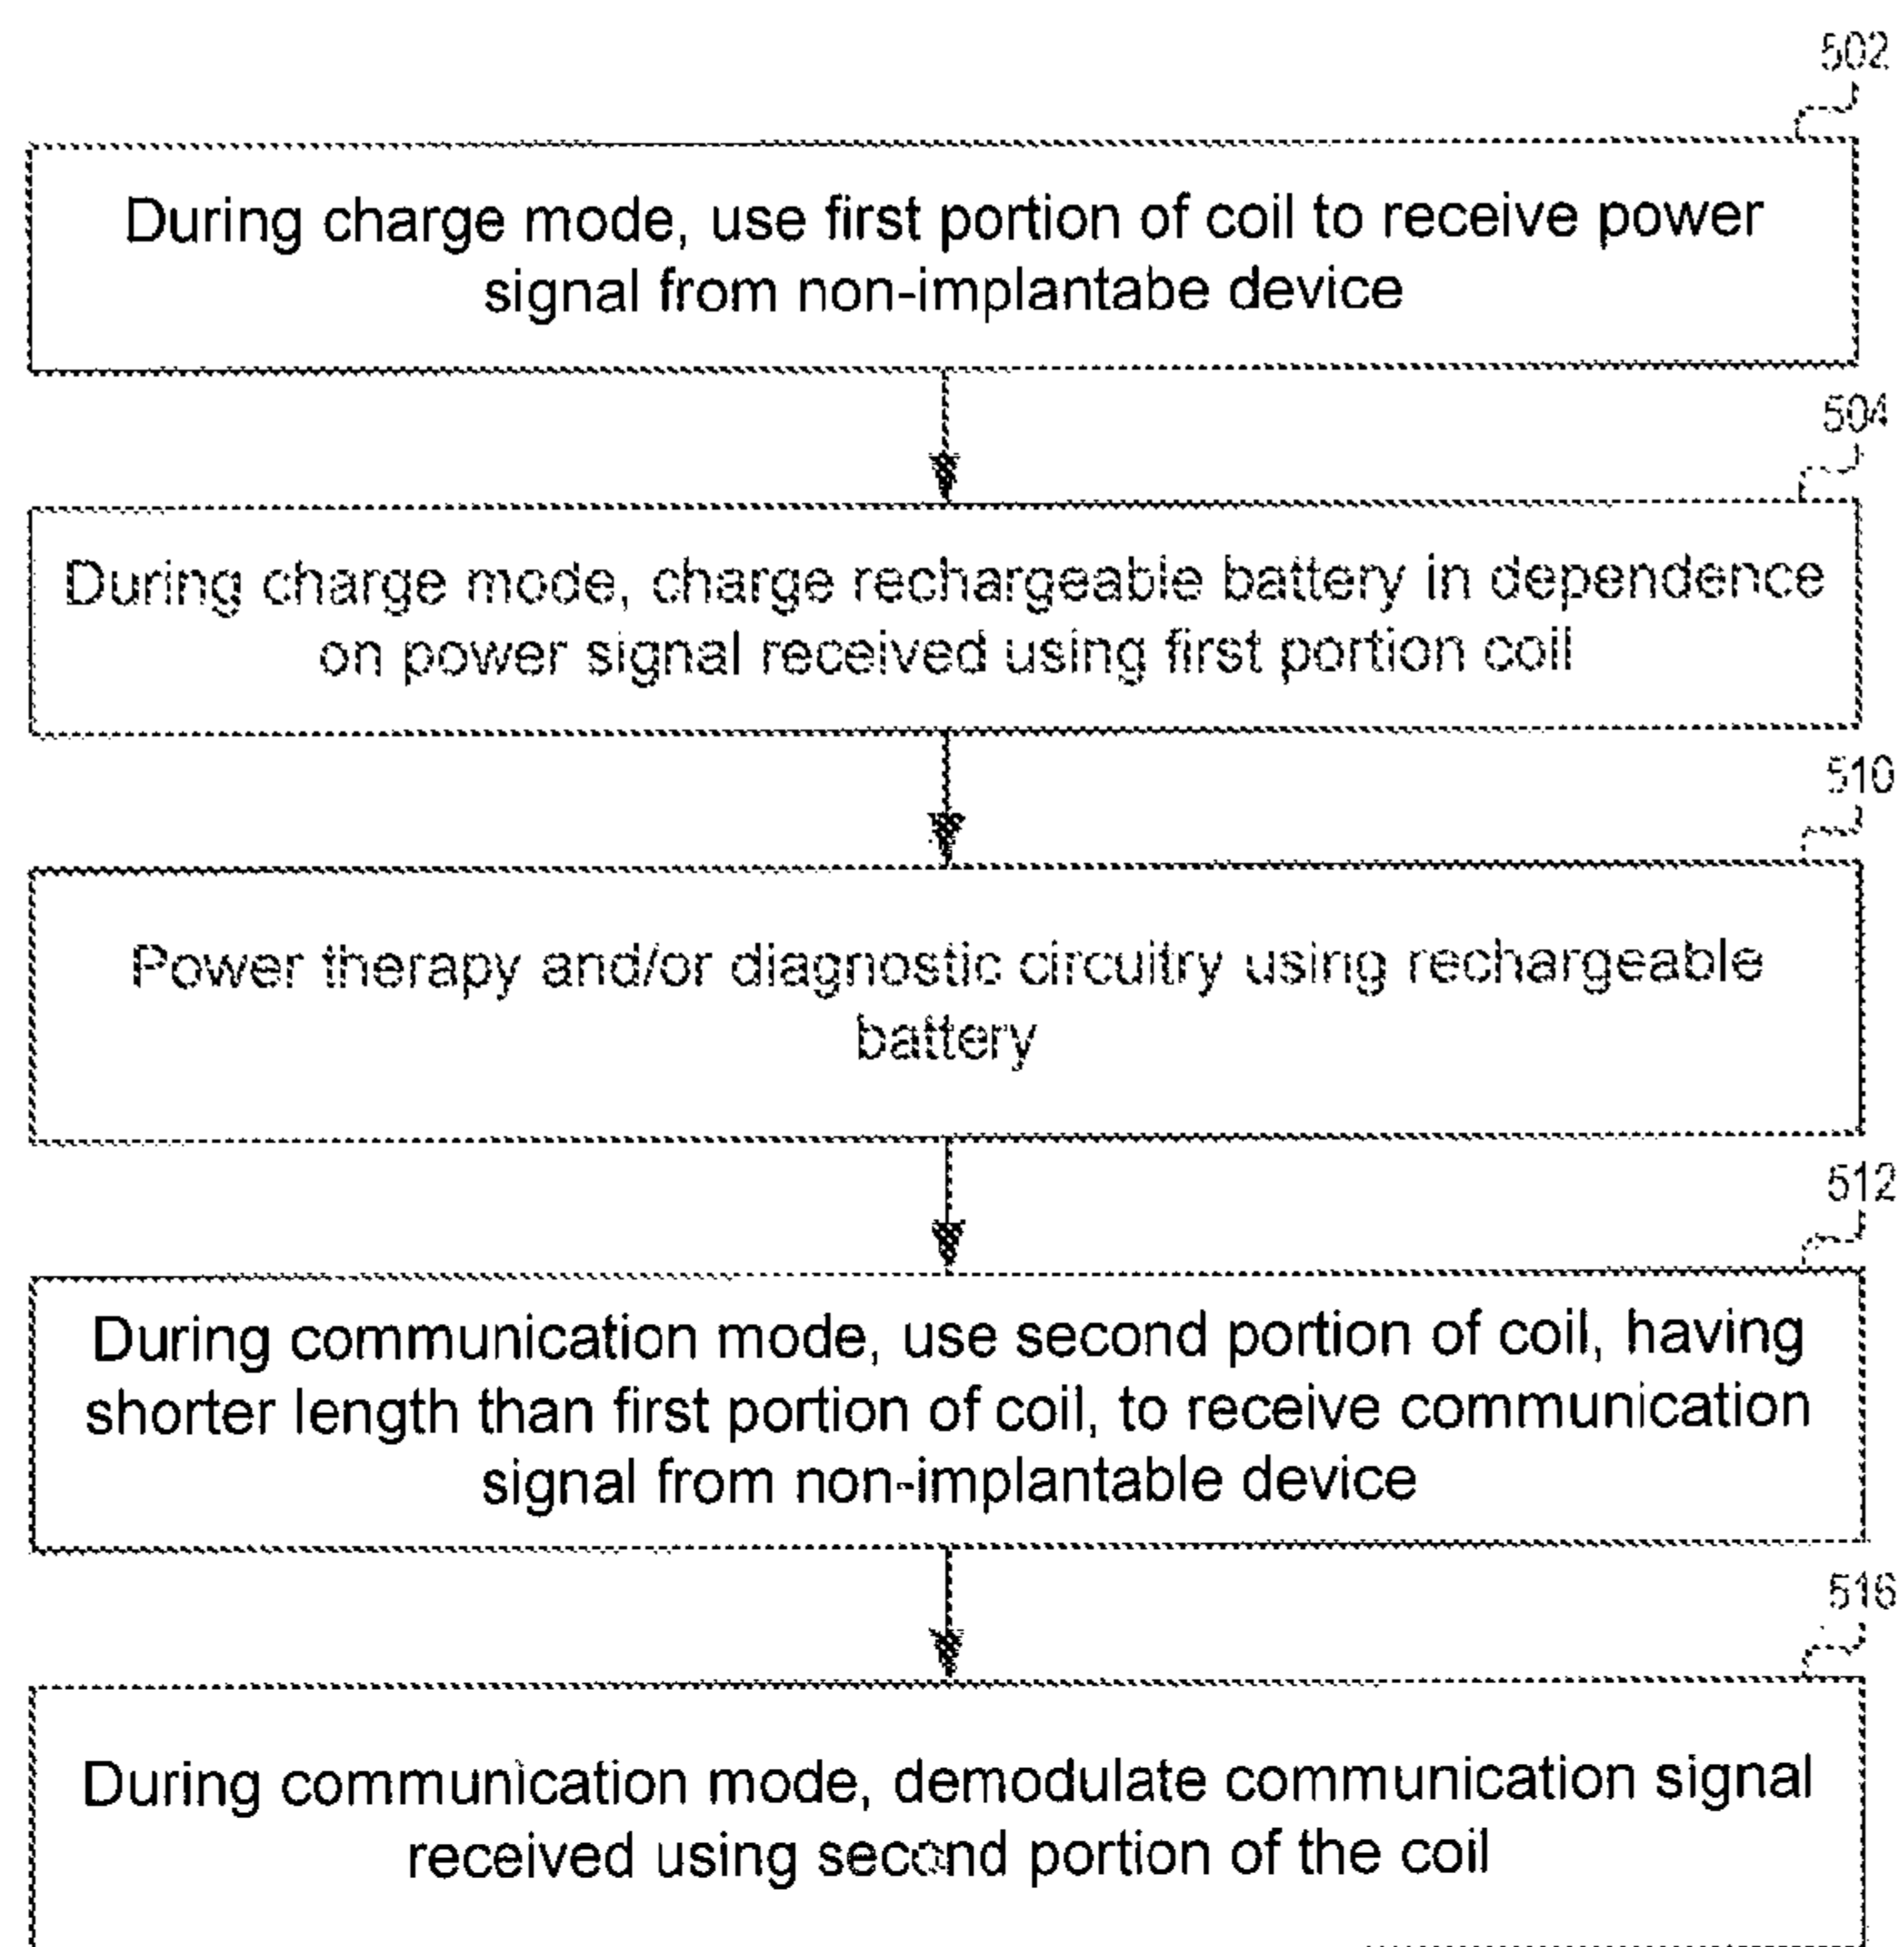 502
During charge mode, use first portion of coil to receive power
signal from non-implantabe device
504
During charge mode, charge rechargeable battery in dependence
on power signal received using first portion coil
510
Power therapy and/or diagnostic circuitry using rechargeable
battery
512
During communication mode, use second portion of coil, having
shorter length than first portion of coil, to receive communication
signal from non-implantable device
516
During communication mode, demodulate communication signal
received using second portion of the coil